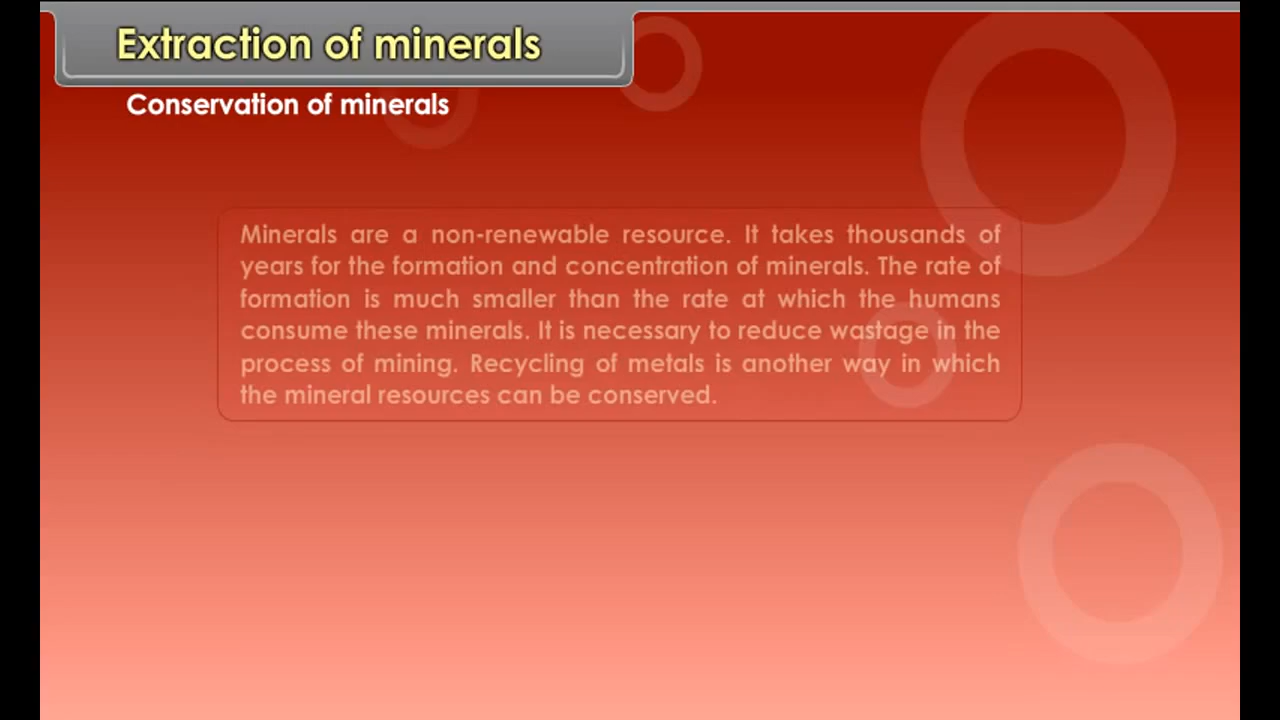 Extraction of minerals
Conservation of minerals
Minerals are a non-renewable resource. It takes thousands of
years for the formation and concentration of minerals. The rate of
formation is much smaller than the rate at which the humans
consume these minerals. It is necessary to reduce wastage in the
process of mining. Recycling of metals is another way in which
the mineral resources can be conserved.